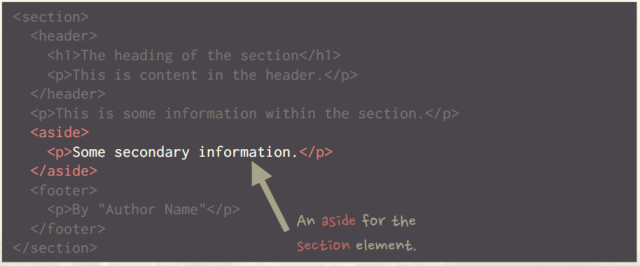 <section>
<header>
<h1>The heading of the section</h1>
<p>This is content in the header.</p>
</header>
<p>This is some information within the section.</p>
<aside>
<p>Some secondary information.</p>
</aside>
<footer>
<p>By "Author Name"</p>
</footer>
</section>
An aside for the
section element.